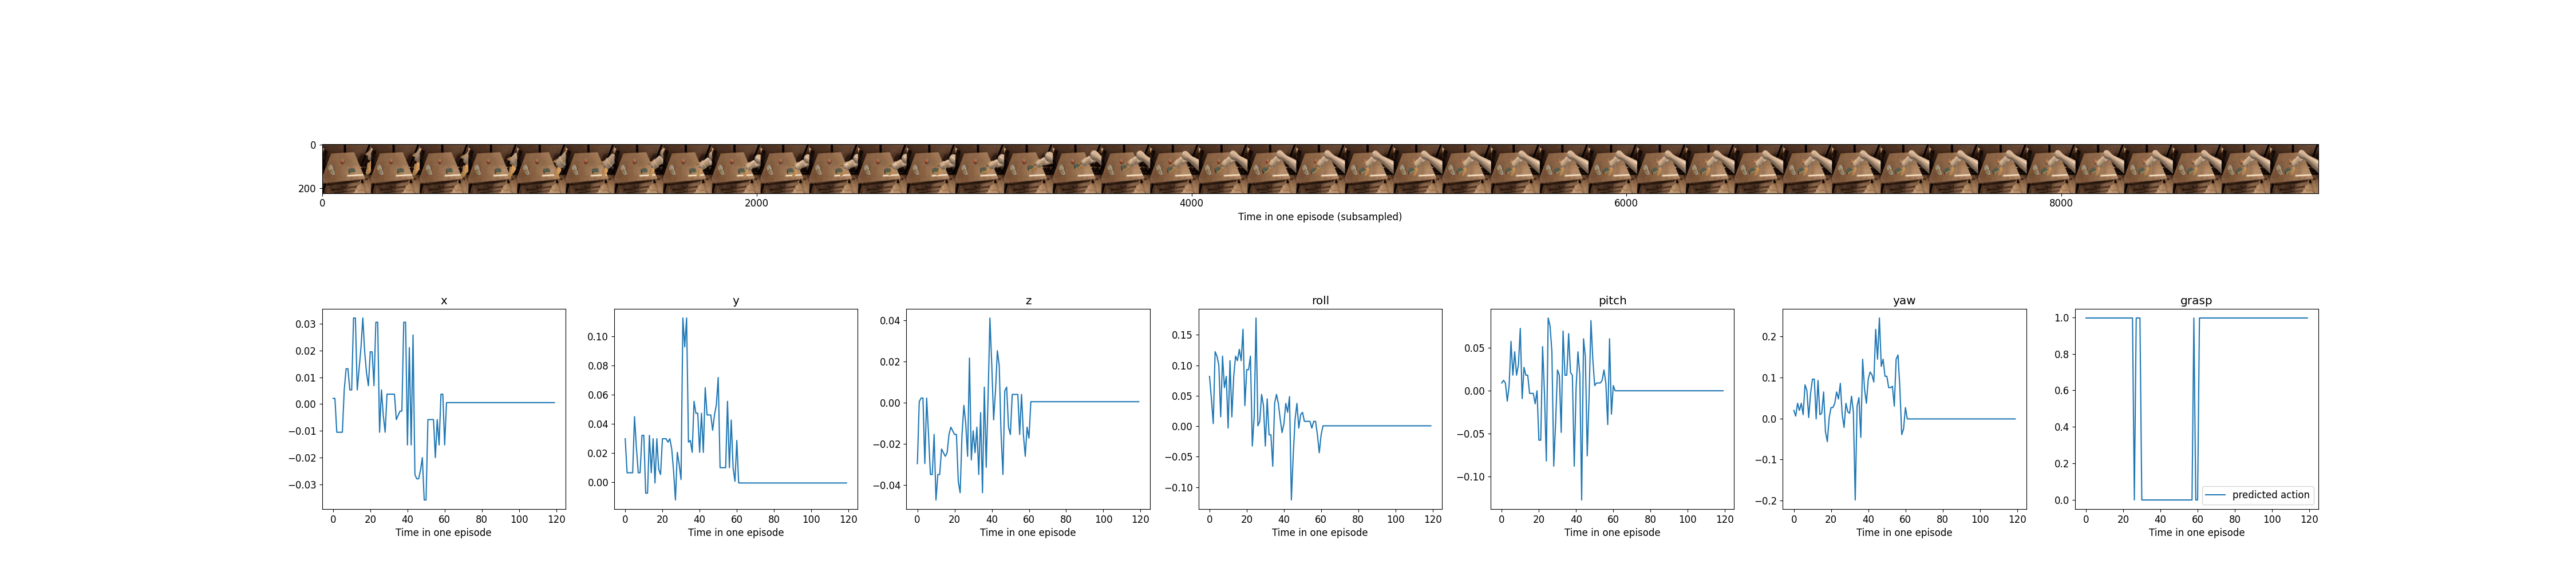 0
200
0 2000 4000 6000 8000
Time in one episode (subsampled)
x y z roll pitch yaw grasp
0.03
0.02
0.01
0.00
−0.01
−0.02
−0.03
0 20 40 60 80 100 120
Time in one episode
0.10
0.08
0.06
0.04
0.02
0.00
0 20 40 60 80 100 120
Time in one episode
0.04
0.02
0.00
−0.02
−0.04
0 20 40 60 80 100 120
Time in one episode
0.15
0.10
0.05
0.00
−0.05
−0.10
0 20 40 60 80 100 120
Time in one episode
0.05
0.00
−0.05
−0.10
0 20 40 60 80 100 120
Time in one episode
0.2
0.1
0.0
−0.1
−0.2
0 20 40 60 80 100 120
Time in one episode
1.0
0.8
0.6
0.4
0.2
0.0
predicted action
0 20 40 60 80 100 120
Time in one episode